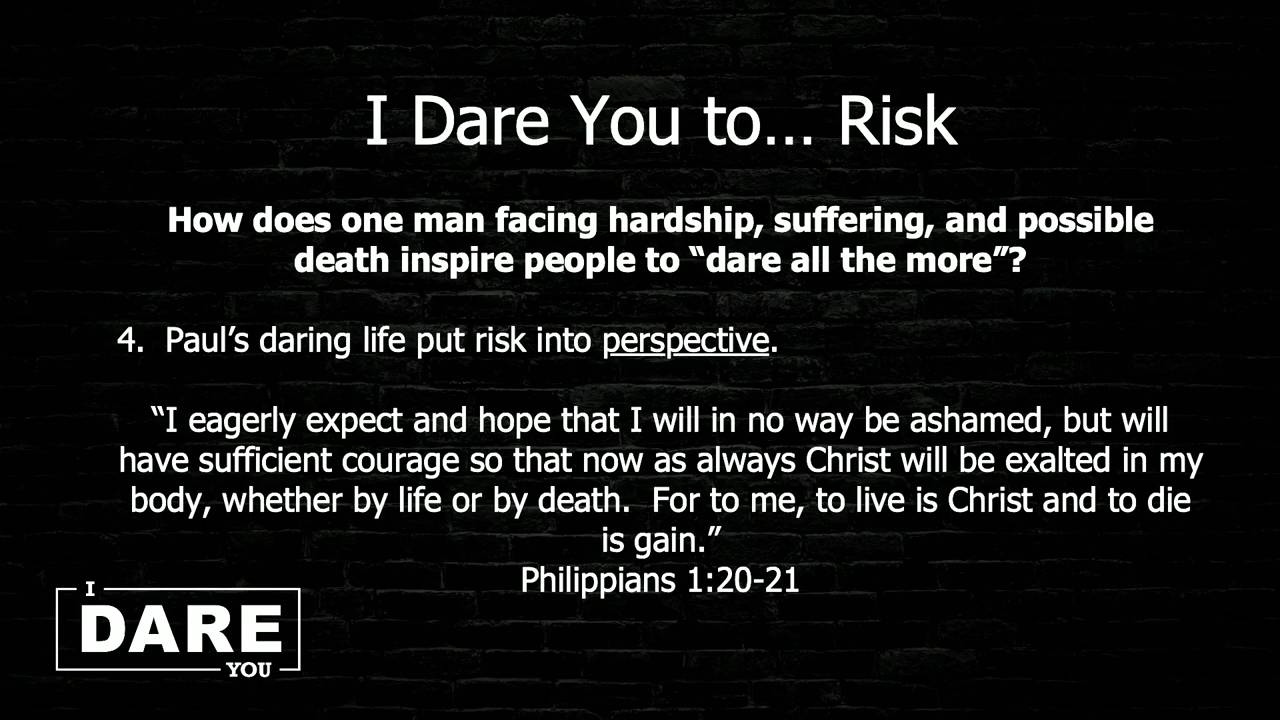 I Dare You to... Risk
How does one man facing hardship, suffering, and possible
death inspire people to “dare all the more”?
4.  Paul’s daring life put risk into perspective.
“I eagerly expect and hope that I will in no way be ashamed, but will
have sufficient courage so that now as always Christ will be exalted in my
body, whether by life or by death.  For to me, to live is Christ and to die
is gain.”
Philippians 1:20-21
I
DARE
YOU